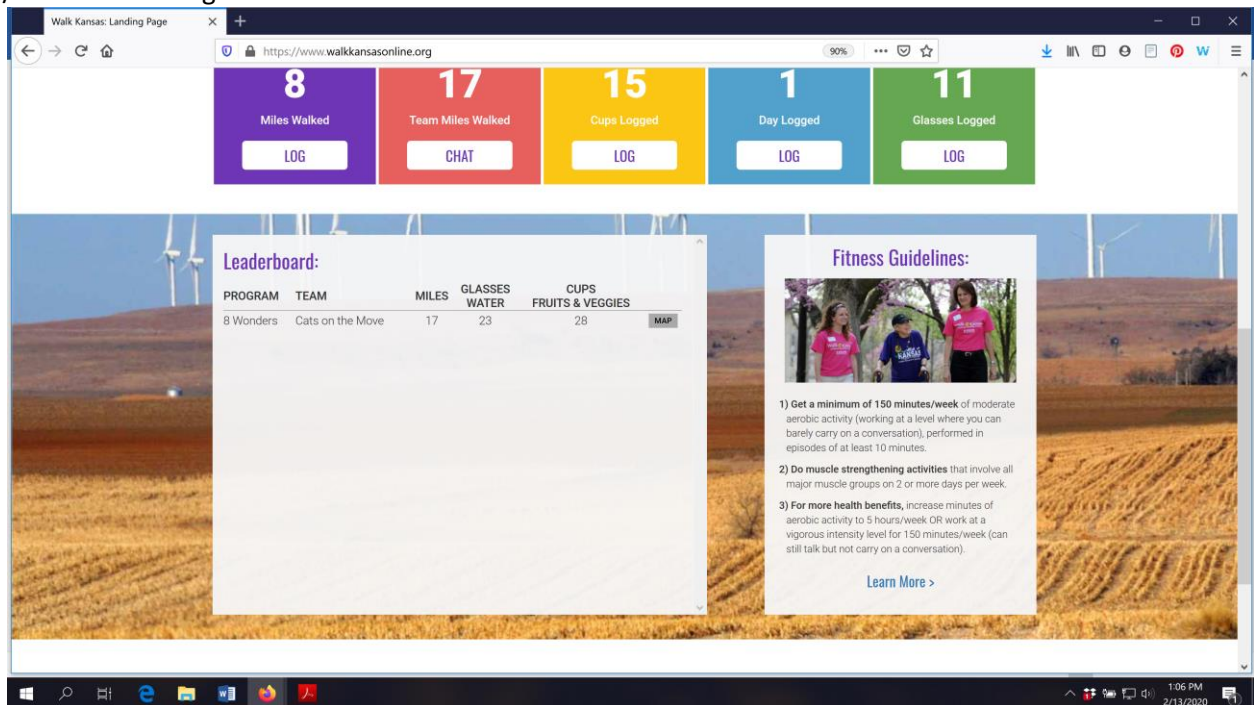 Walk Kansas: Landing Page
https://www.walkkansasonline.org
90%
8
17
15
1
11
Miles Walked
Team Miles Walked
Cups Logged
Day Logged
Glasses Logged
LOG
CHAT
LOG
LOG
LOG
Leaderboard:
PROGRAM TEAM MILES GLASSES WATER CUPS FRUITS & VEGGIES
8 Wonders Cats on the Move 17 23 28 MAP
Fitness Guidelines:
1) Get a minimum of 150 minutes/week of moderate
aerobic activity (working at a level where you can
barely carry on a conversation), performed in
episodes of at least 10 minutes.
2) Do muscle strengthening activities that involve all
major muscle groups on 2 or more days per week.
3) For more health benefits, increase minutes of
aerobic activity to 5 hours/week OR work at a
vigorous intensity level for 150 minutes/week (can
still talk but not carry on a conversation).
Learn More >
1:06 PM
2/13/2020